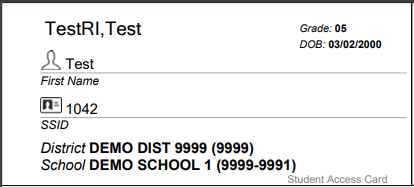 TestRI,Test
Grade: 05
DOB: 03/02/2000
Test
First Name
1042
SSID
District DEMO DIST 9999 (9999)
School DEMO SCHOOL 1 (9999-9991)
Student Access Card